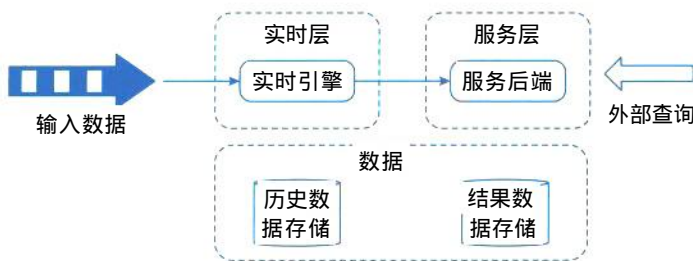 实时层
服务层
实时引擎
服务后端
输入数据
外部查询
数据
历史数
据存储
结果数
据存储